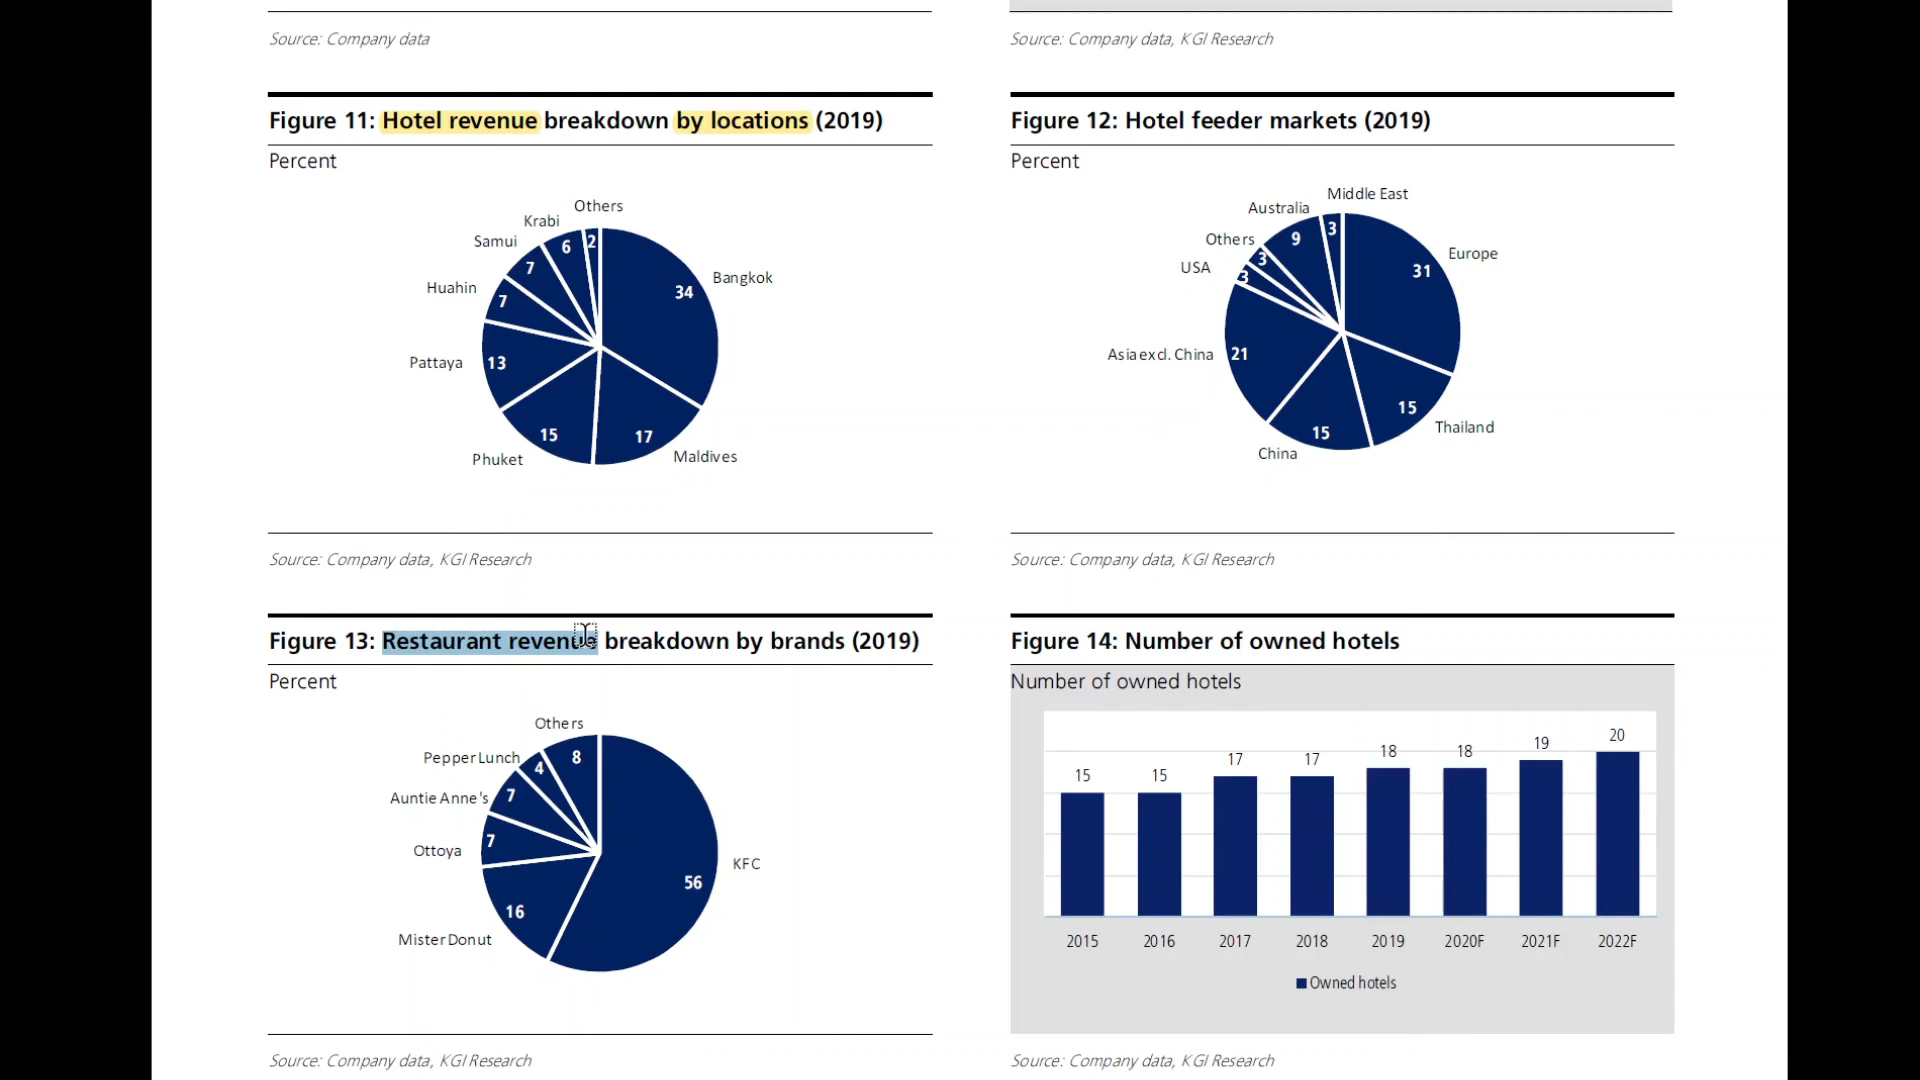 Source: Company data
Source: Company data, KGI Research
Figure 11: Hotel revenue breakdown by locations (2019)
Percent
Others
Krabi
Samui
Huahin
Pattaya
Phuket
Maldives
Bangkok
2
6
7
7
13
15
17
34
Source: Company data, KGI Research
Figure 12: Hotel feeder markets (2019)
Percent
Middle East
Australia
Others
USA
Asia excl. China
China
Thailand
Europe
3
9
3
3
21
15
15
31
Source: Company data, KGI Research
Figure 13: Restaurant revenue breakdown by brands (2019)
Percent
Others
Pepper Lunch
Auntie Anne's
Ottoya
Mister Donut
KFC
8
4
7
7
16
56
Source: Company data, KGI Research
Figure 14: Number of owned hotels
Number of owned hotels
15 15 17 17 18 18 19 20
2015 2016 2017 2018 2019 2020F 2021F 2022F
Owned hotels
Source: Company data, KGI Research